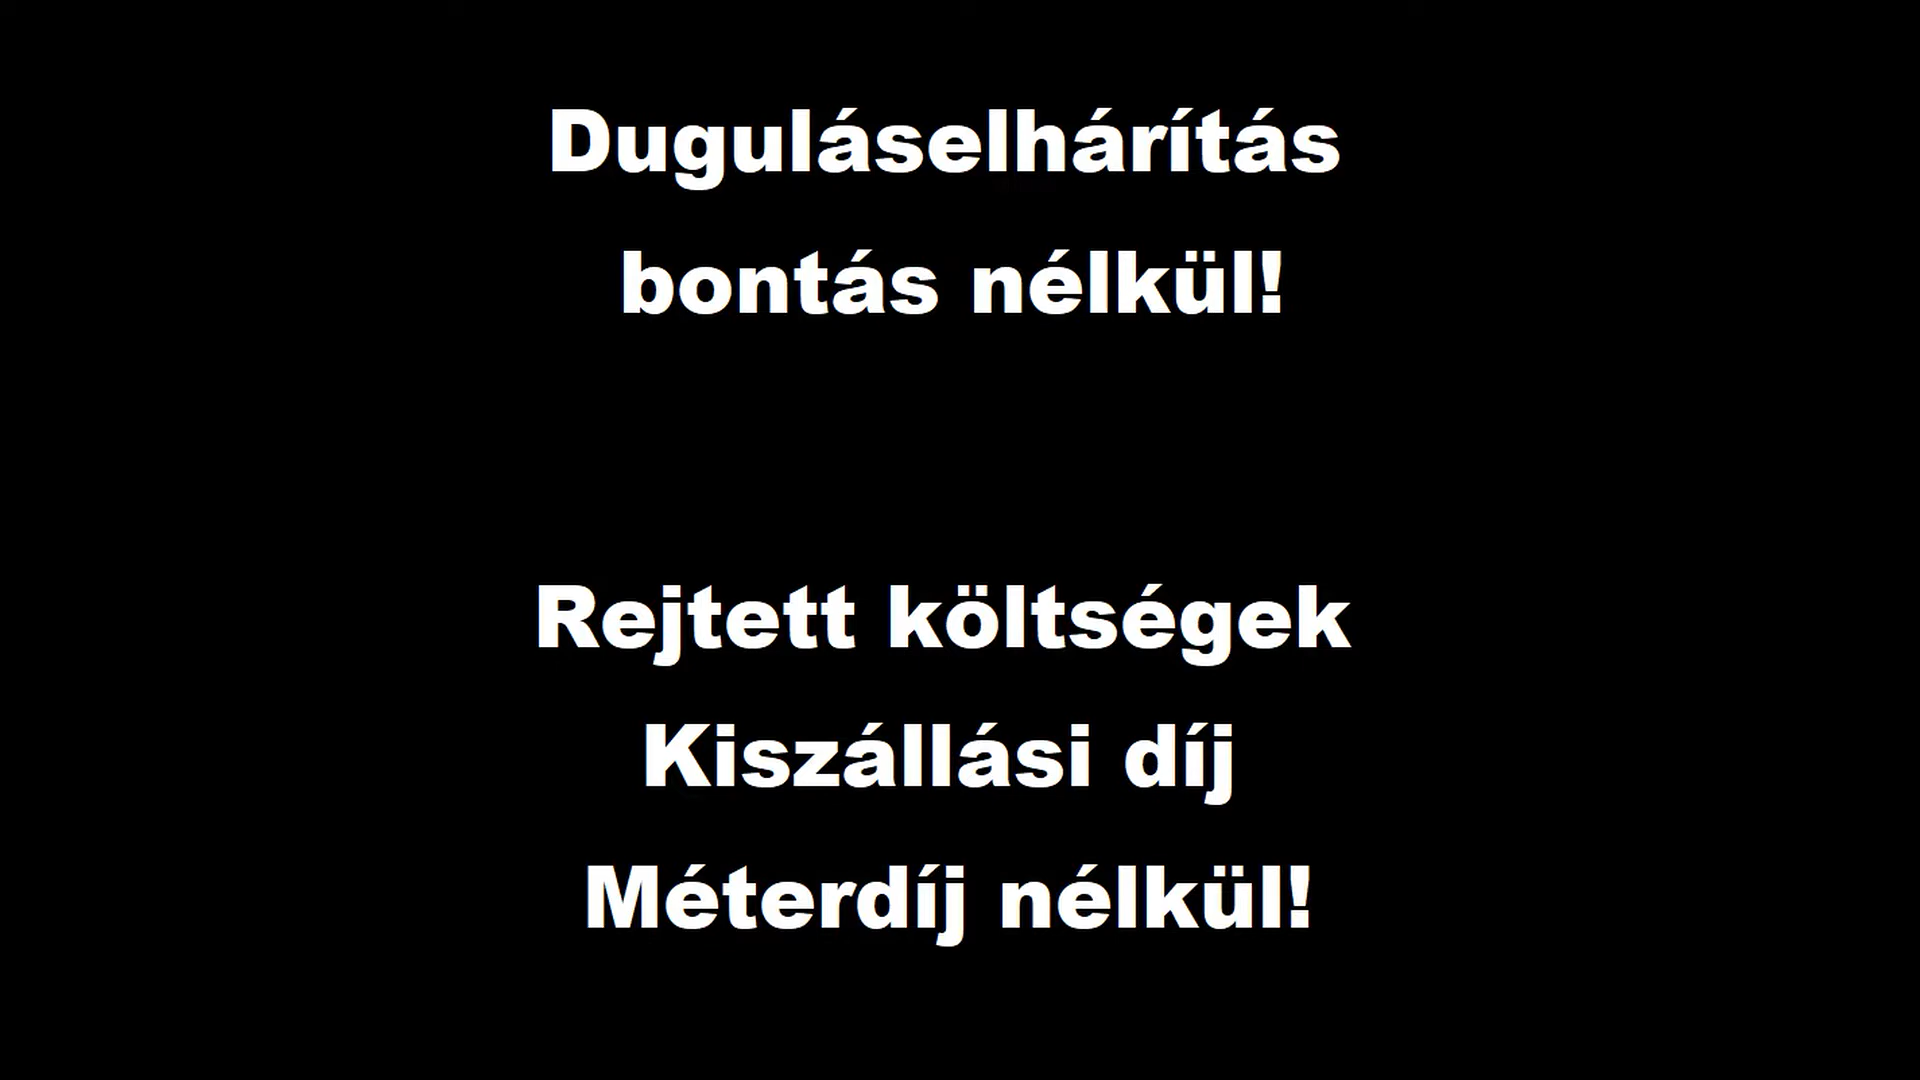 Duguláselhárítás
bontás nélkül!
Rejtett költségek
Kiszállási díj
Méterdíj nélkül!